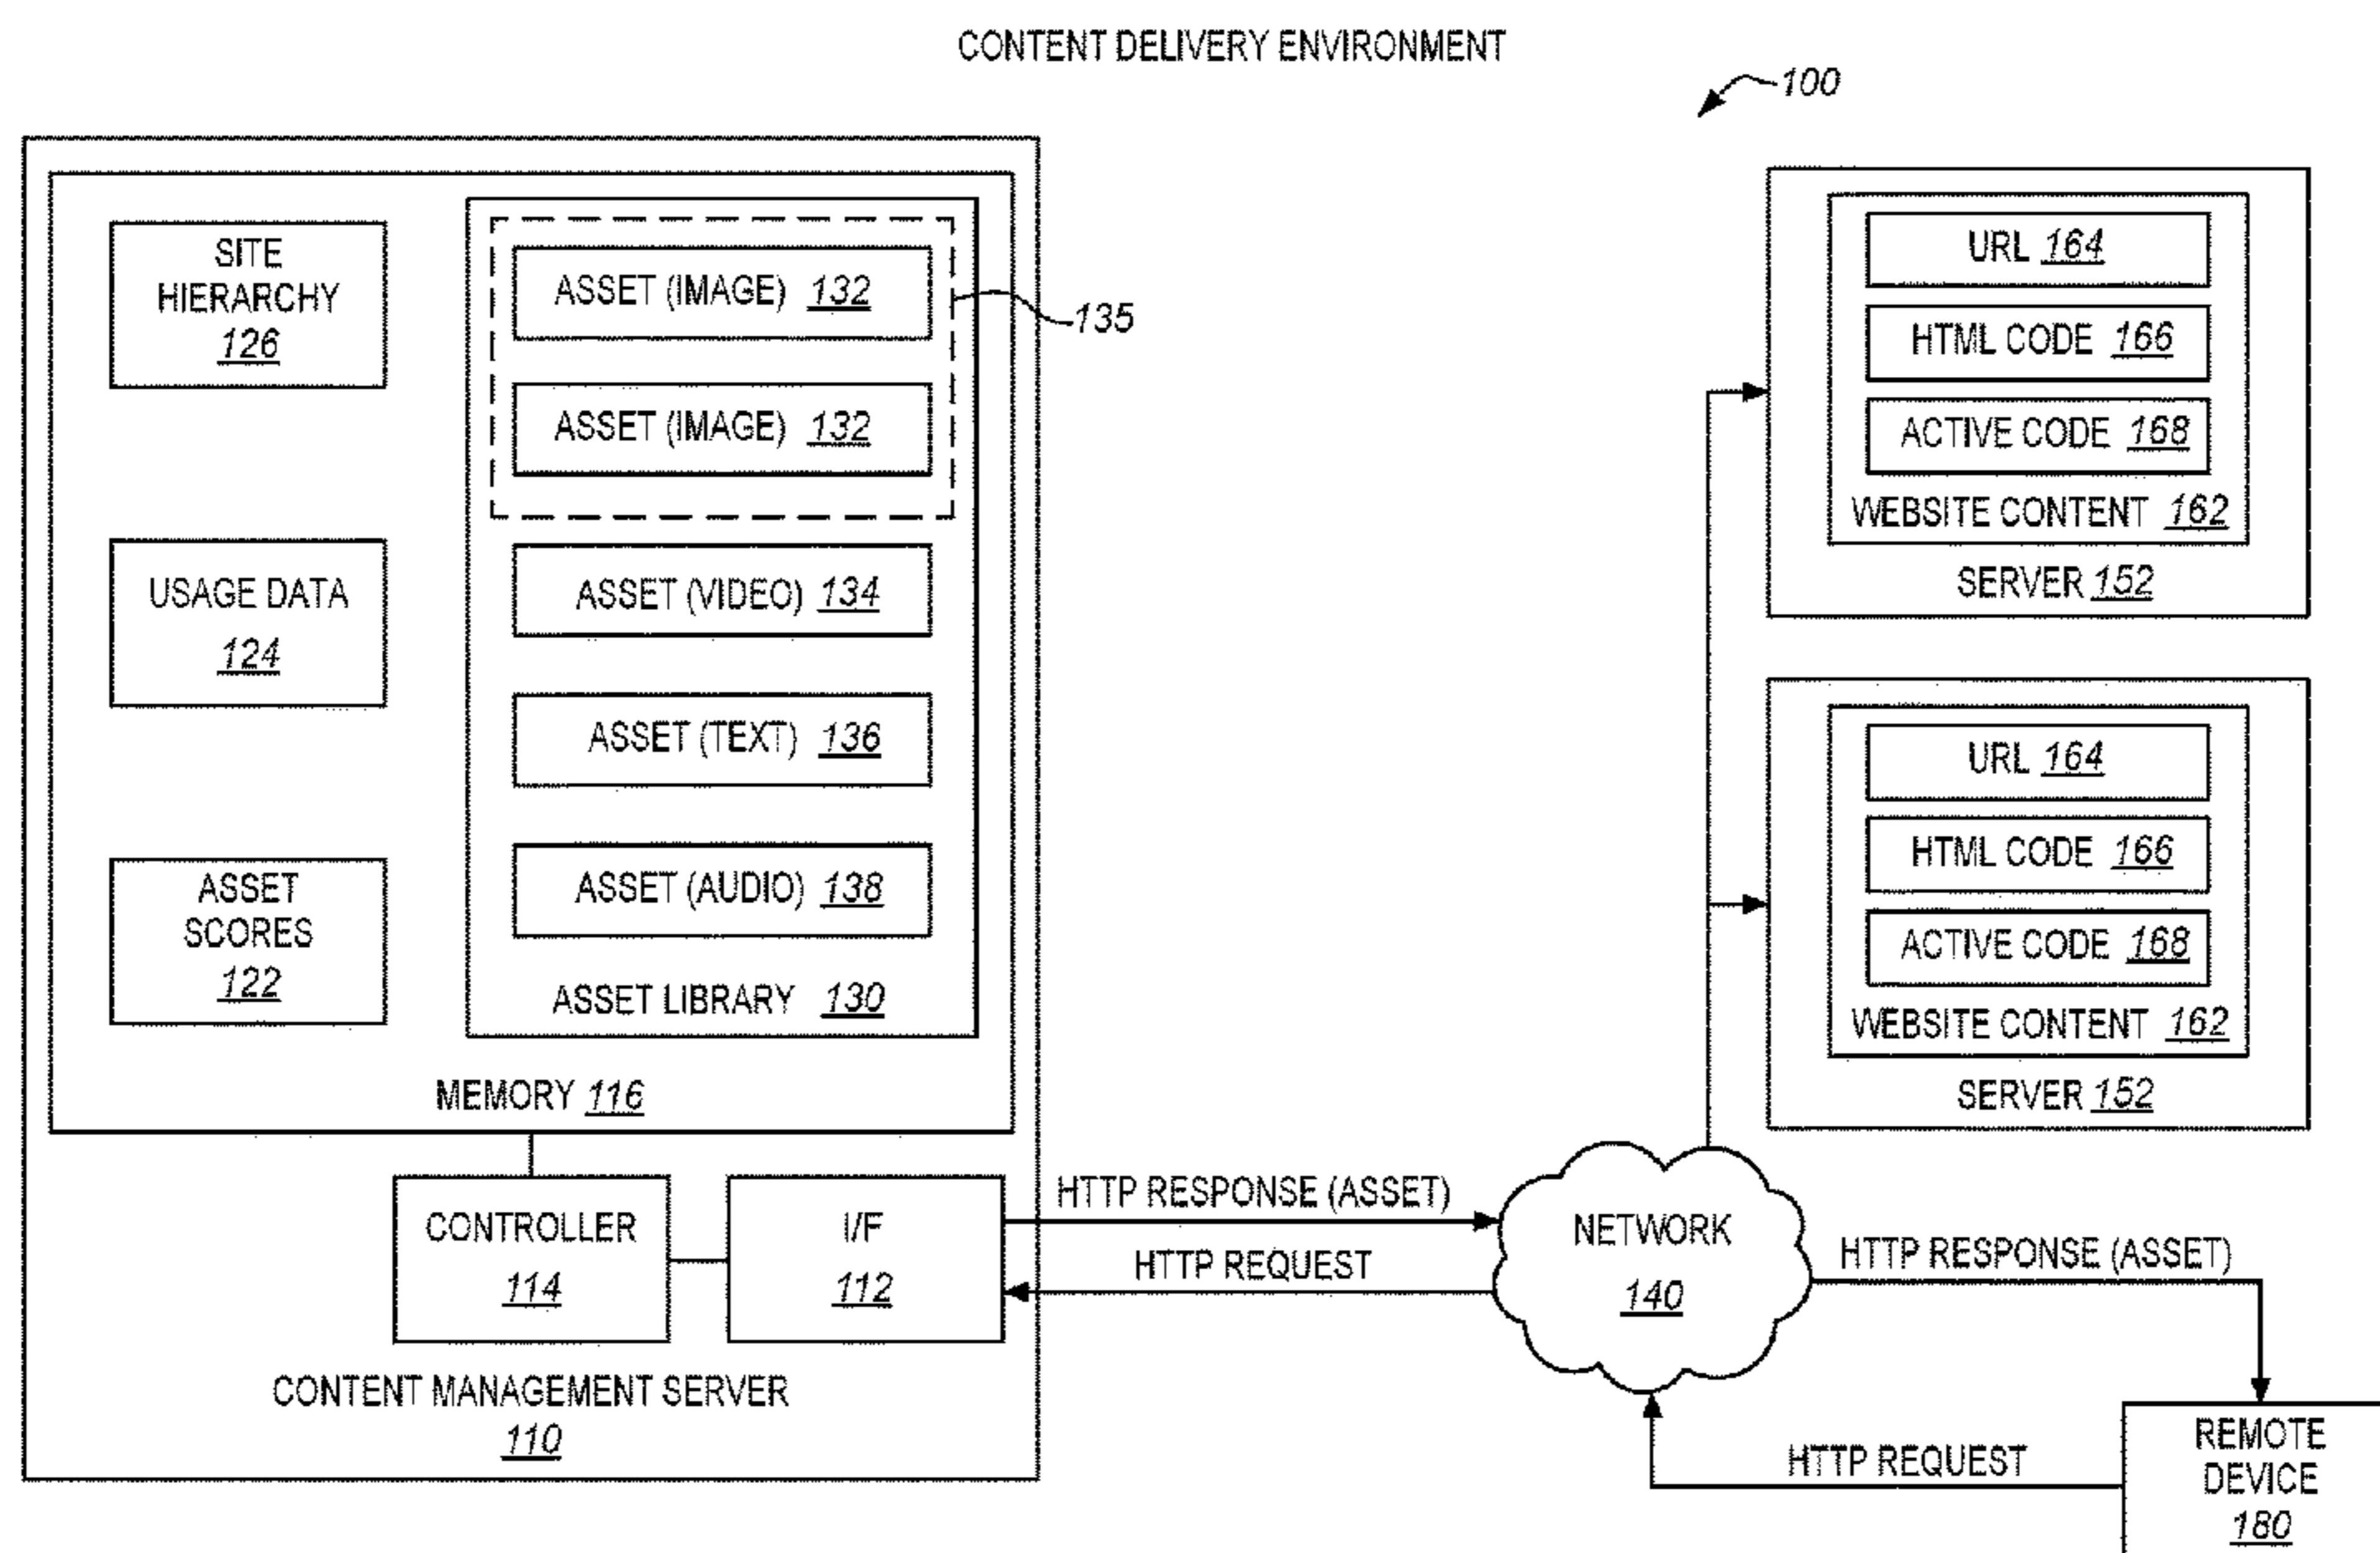 CONTENT DELIVERY ENVIRONMENT
100
SITE
HIERARCHY
126
USAGE DATA
124
ASSET
SCORES
122
ASSET (IMAGE) 132
135
ASSET (IMAGE) 132
ASSET (VIDEO) 134
ASSET (TEXT) 136
ASSET (AUDIO) 138
ASSET LIBRARY 130
MEMORY 116
CONTROLLER
114
I/F
112
CONTENT MANAGEMENT SERVER
110
HTTP RESPONSE (ASSET)
HTTP REQUEST
NETWORK
140
URL 164
HTML CODE 166
ACTIVE CODE 168
WEBSITE CONTENT 162
SERVER 152
URL 164
HTML CODE 166
ACTIVE CODE 168
WEBSITE CONTENT 162
SERVER 152
HTTP RESPONSE (ASSET)
HTTP REQUEST
REMOTE
DEVICE
180